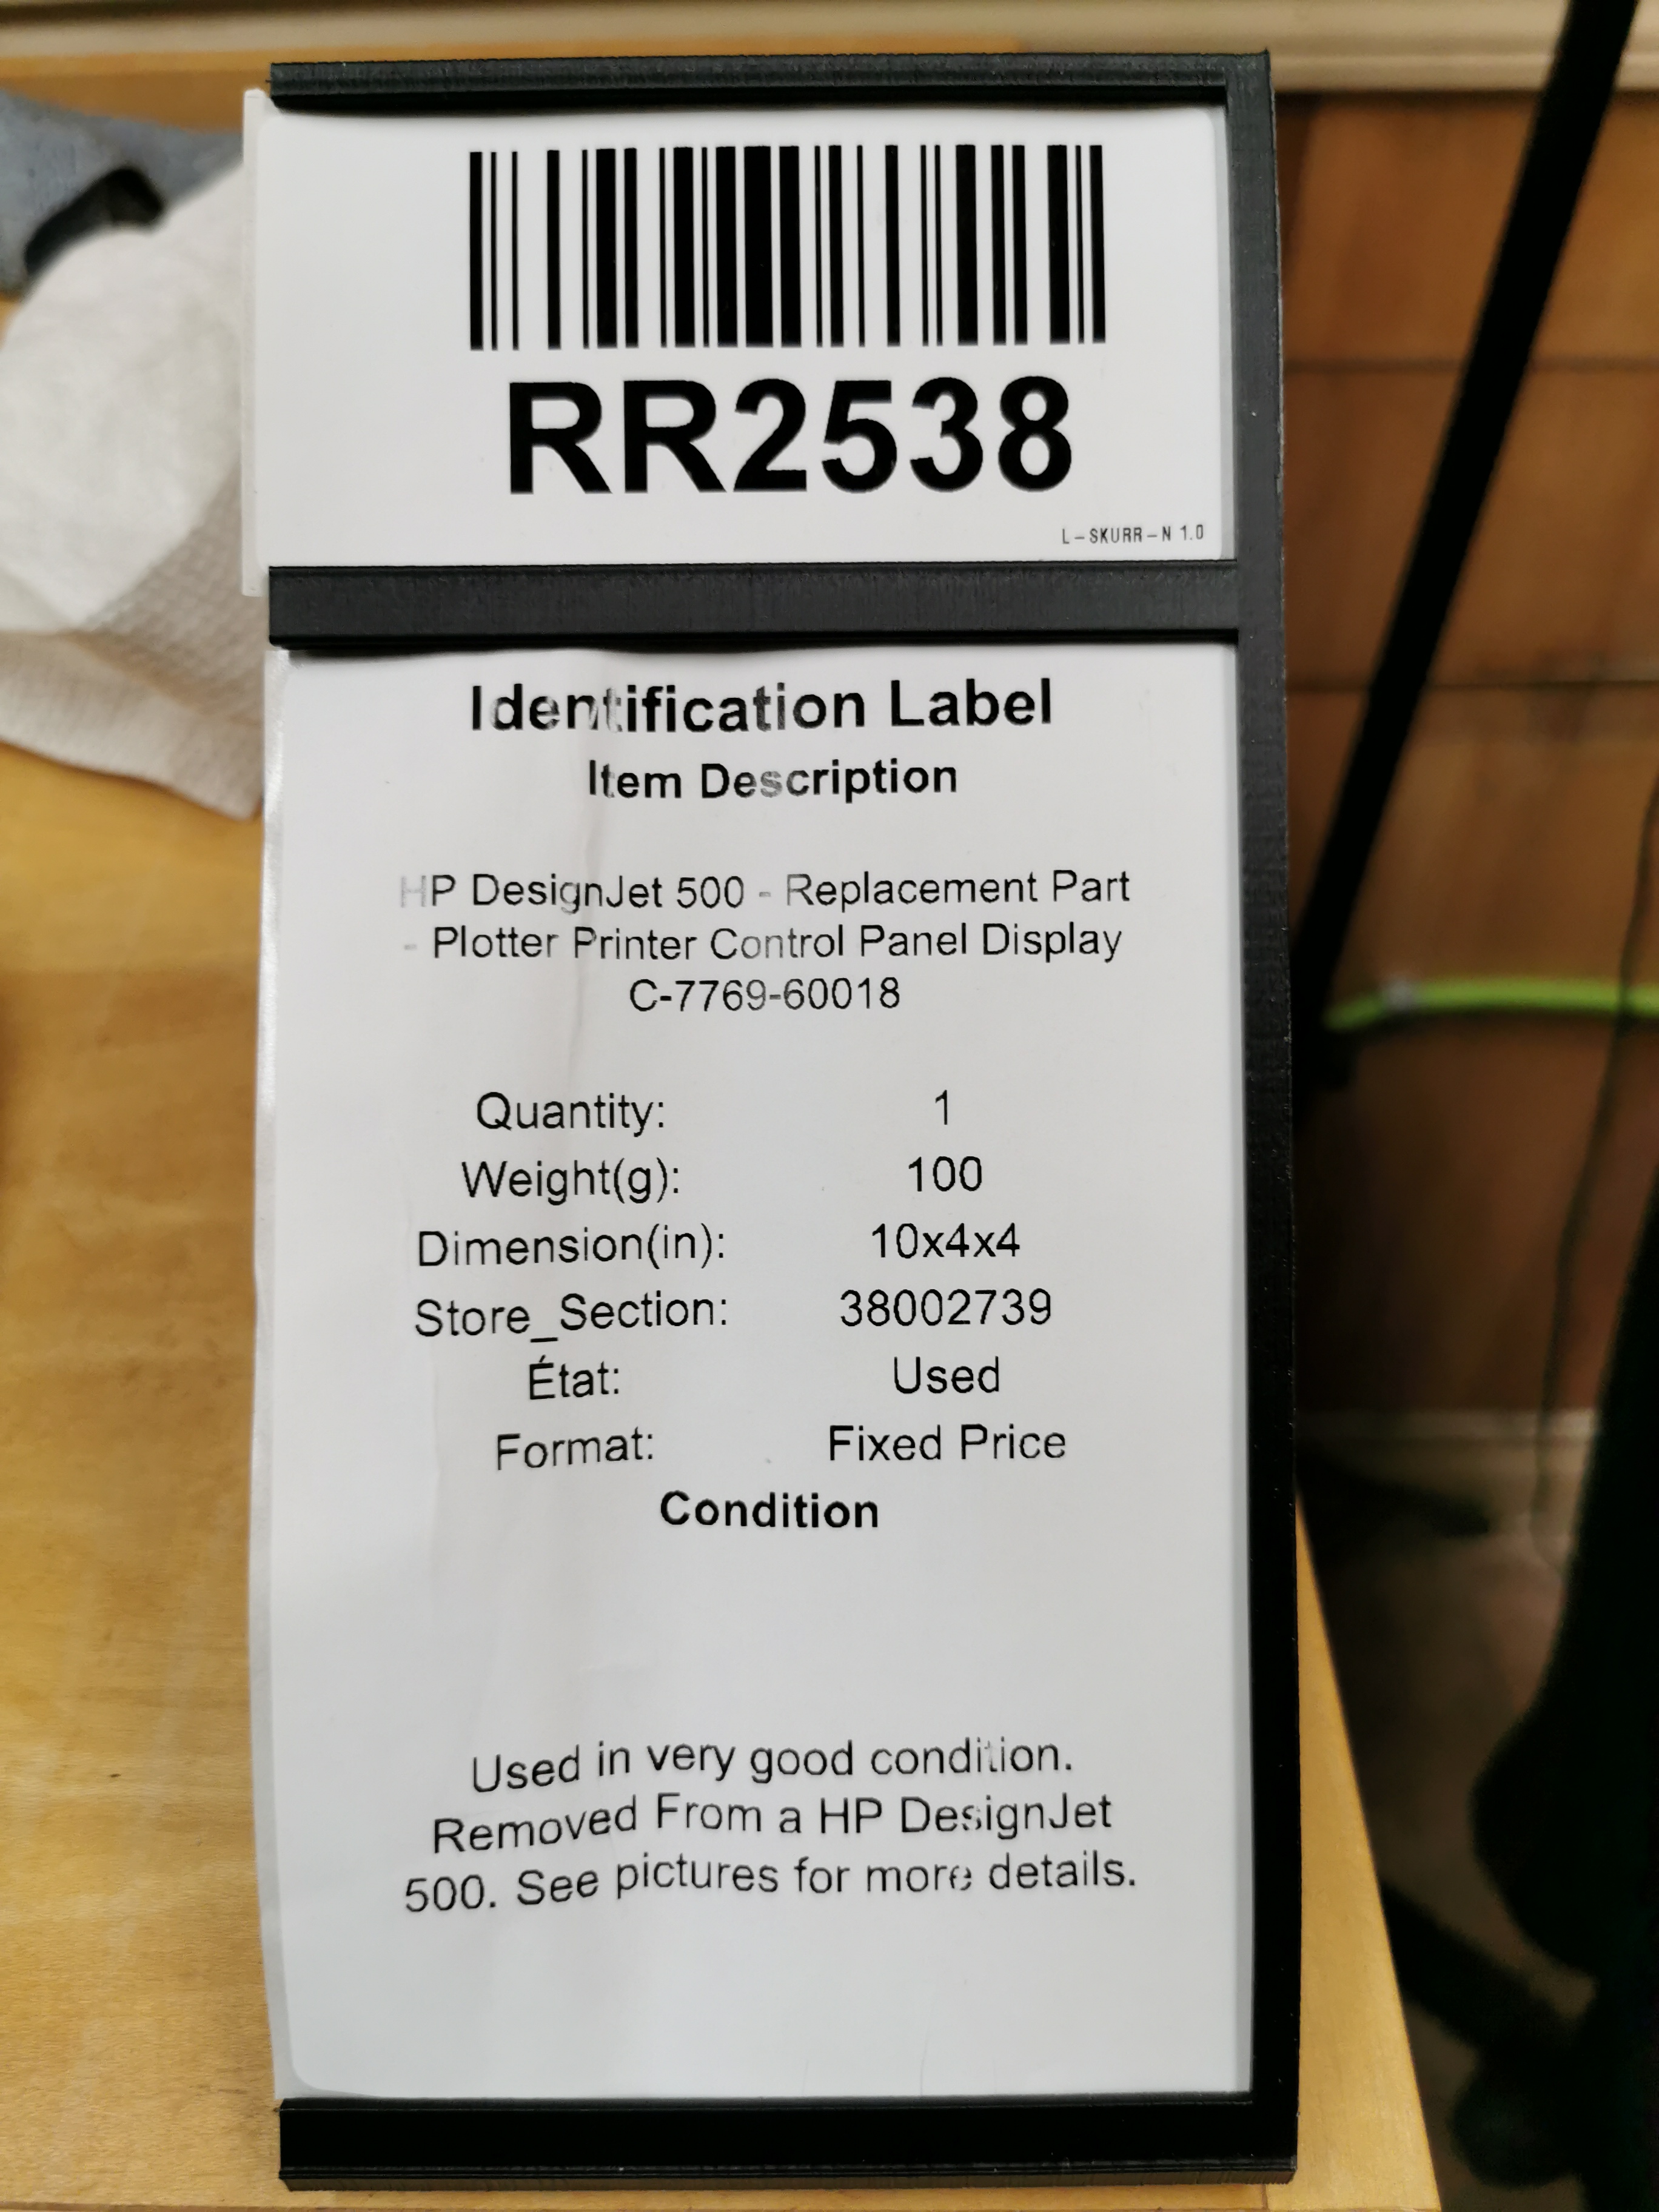 RR2538
L-SKURR-N 1.0
Identification Label
Item Description
HP DesignJet 500 - Replacement Part
- Plotter Printer Control Panel Display
C-7769-60018
Quantity: 1
Weight(g): 100
Dimension(in): 10x4x4
Store_Section: 38002739
État: Used
Format: Fixed Price
Condition
Used in very good condition.
Removed From a HP DesignJet
500. See pictures for more details.